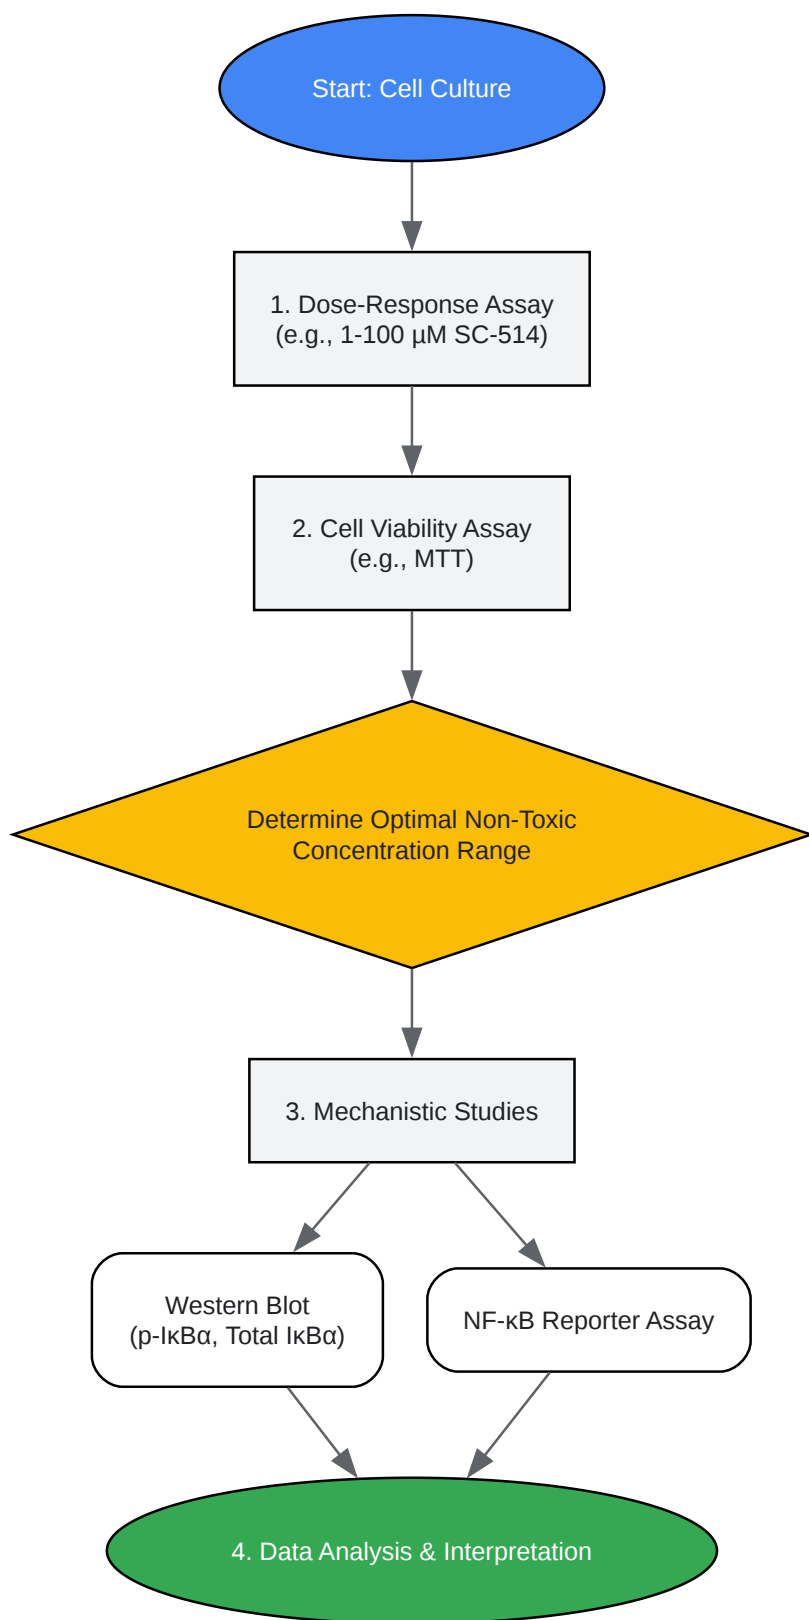 Start: Cell Culture
1. Dose-Response Assay
(e.g., 1-100 µM SC-514)
2. Cell Viability Assay
(e.g., MTT)
Determine Optimal Non-Toxic
Concentration Range
3. Mechanistic Studies
Western Blot
(p-IκBα, Total IκBα)
NF-κB Reporter Assay
4. Data Analysis & Interpretation